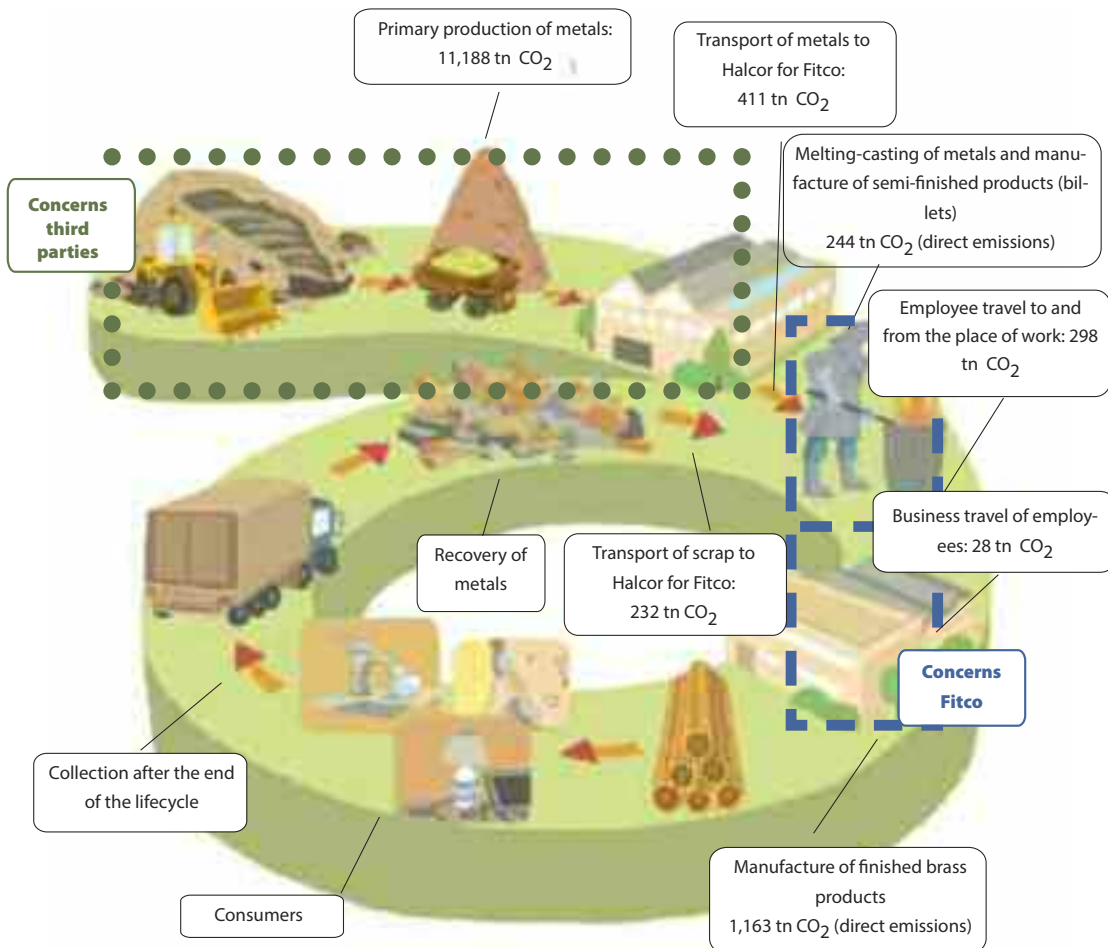 Primary production of metals:
11,188 tn CO2
Transport of metals to
Halcor for Fitco:
411 tn CO2
Melting-casting of metals and manu-
facture of semi-finished products (bil-
lets)
244 tn CO2 (direct emissions)
Concerns
third
parties
Employee travel to and
from the place of work: 298
tn CO2
Business travel of employ-
ees: 28 tn CO2
Recovery of
metals
Transport of scrap to
Halcor for Fitco:
232 tn CO2
Concerns
Fitco
Collection after the end
of the lifecycle
Manufacture of finished brass
products
1,163 tn CO2 (direct emissions)
Consumers